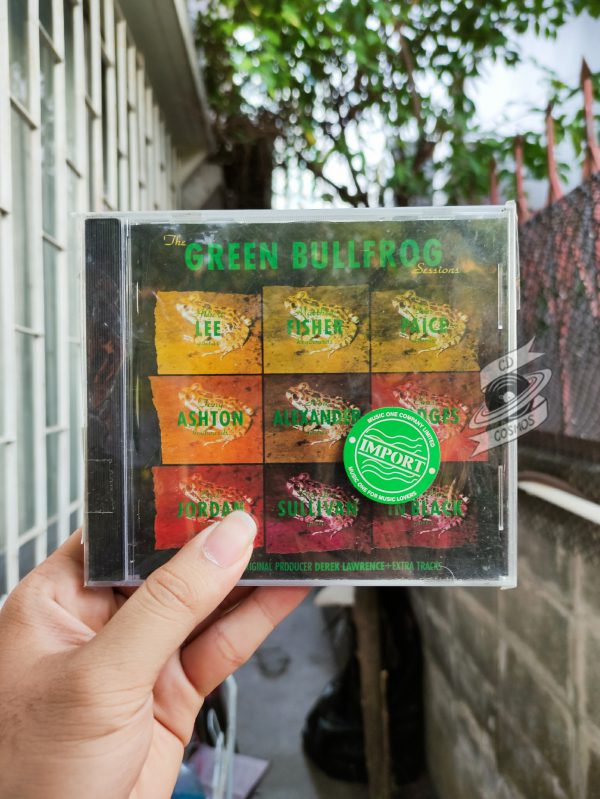 The
GREEN BULLFROG
Sessions
LEE
FISHER
PAICE
ASHTON
ALEXANDER
JORDAN
SULLIVAN
IN BLACK
MUSIC ONE COMPANY LIMITED
IMPORT
MUSIC ONE FOR MUSIC LOVERS
PRODUCER DEREK LAWRENCE + EXTRA TRACKS
CD
COSMOS